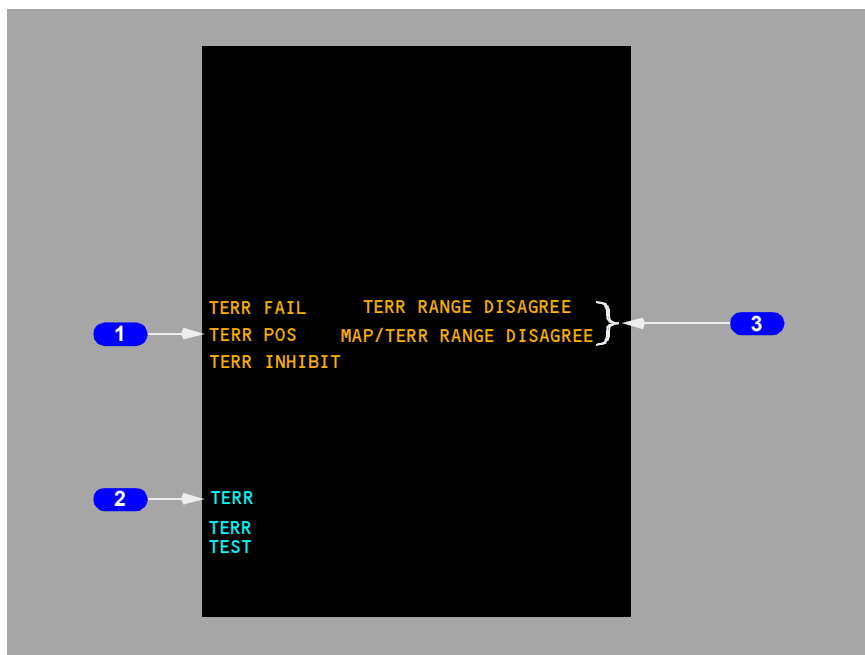 TERR FAIL TERR RANGE DISAGREE
1 TERR POS MAP/TERR RANGE DISAGREE 3
TERR INHIBIT
2 TERR
TERR
TEST